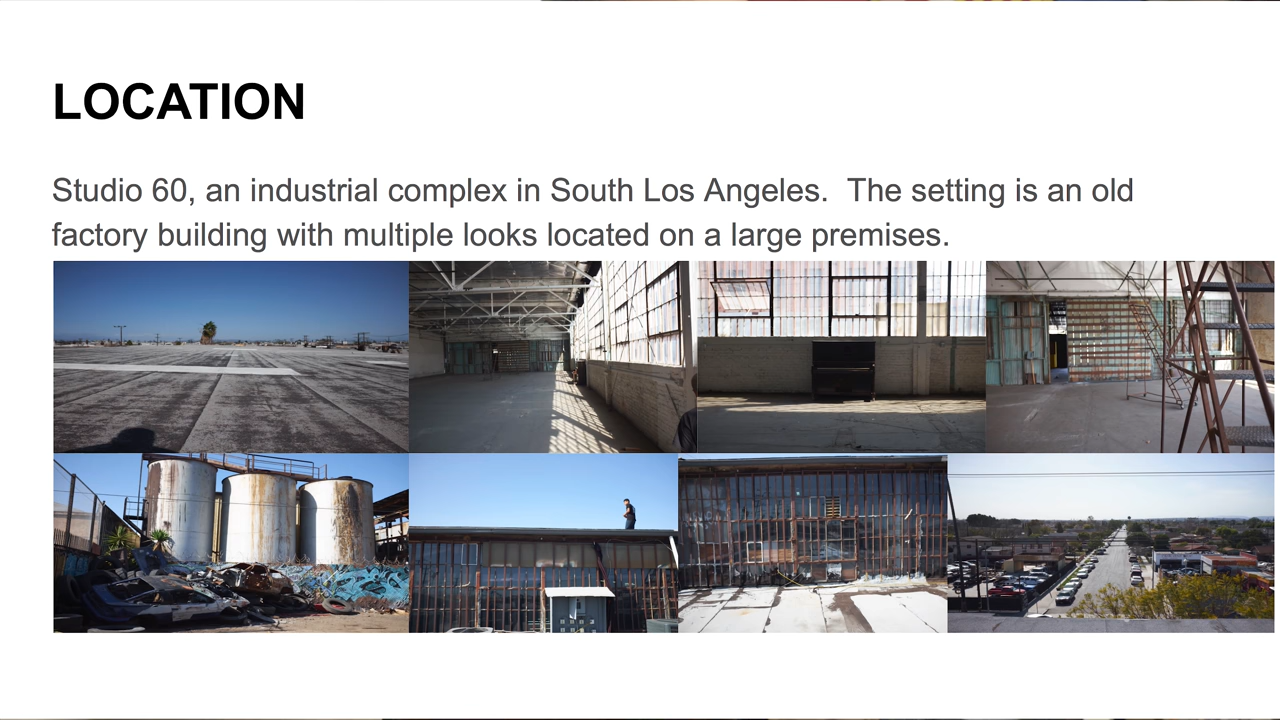 LOCATION
Studio 60, an industrial complex in South Los Angeles.  The setting is an old
factory building with multiple looks located on a large premises.